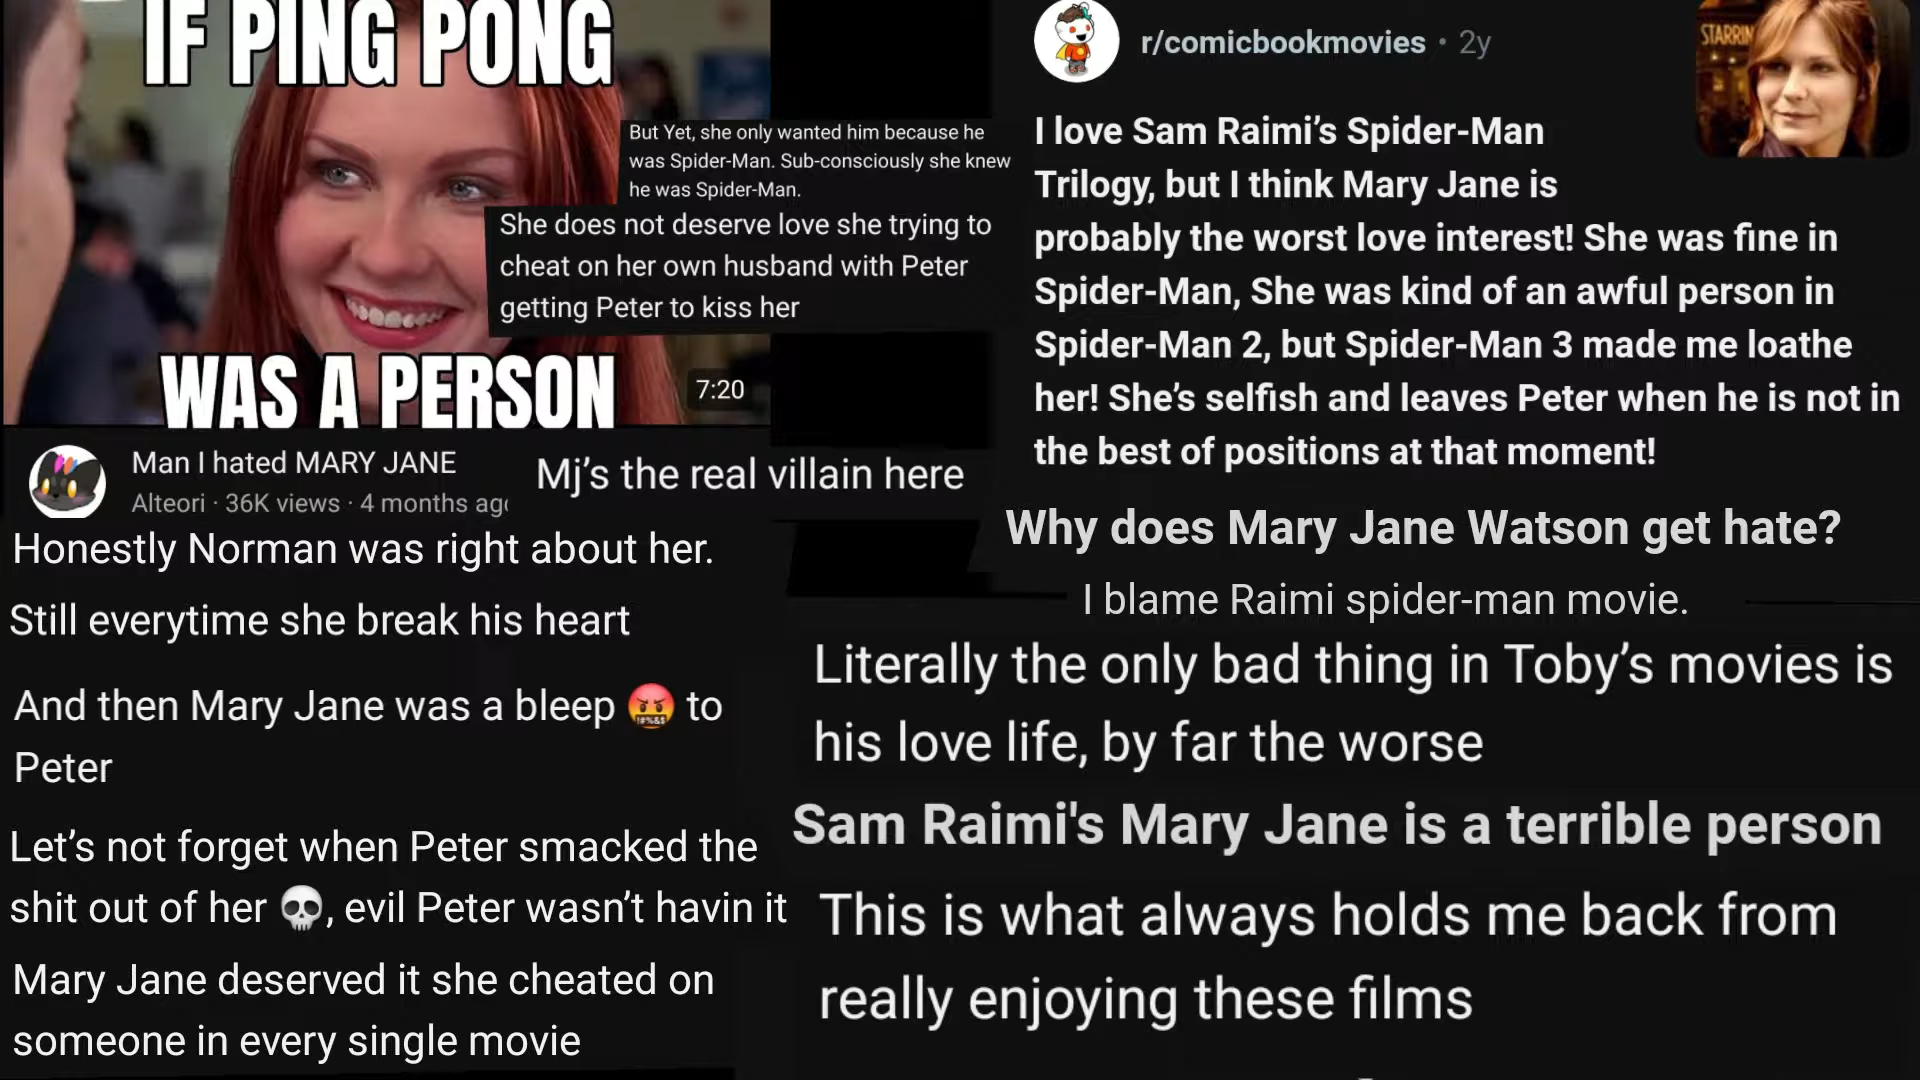 IF PING PONG
WAS A PERSON
7:20
But Yet, she only wanted him because he
was Spider-Man. Sub-consciously she knew
he was Spider-Man.
She does not deserve love she trying to
cheat on her own husband with Peter
getting Peter to kiss her
Man I hated MARY JANE
Alteori · 36K views · 4 months ago
Mj’s the real villain here
Honestly Norman was right about her.
Still everytime she break his heart
And then Mary Jane was a bleep 🤬 to
Peter
Let’s not forget when Peter smacked the
shit out of her 💀, evil Peter wasn’t havin it
Mary Jane deserved it she cheated on
someone in every single movie
r/comicbookmovies · 2y
STARRIN
I love Sam Raimi’s Spider-Man
Trilogy, but I think Mary Jane is
probably the worst love interest! She was fine in
Spider-Man, She was kind of an awful person in
Spider-Man 2, but Spider-Man 3 made me loathe
her! She’s selfish and leaves Peter when he is not in
the best of positions at that moment!
Why does Mary Jane Watson get hate?
I blame Raimi spider-man movie.
Literally the only bad thing in Toby’s movies is
his love life, by far the worse
Sam Raimi's Mary Jane is a terrible person
This is what always holds me back from
really enjoying these films